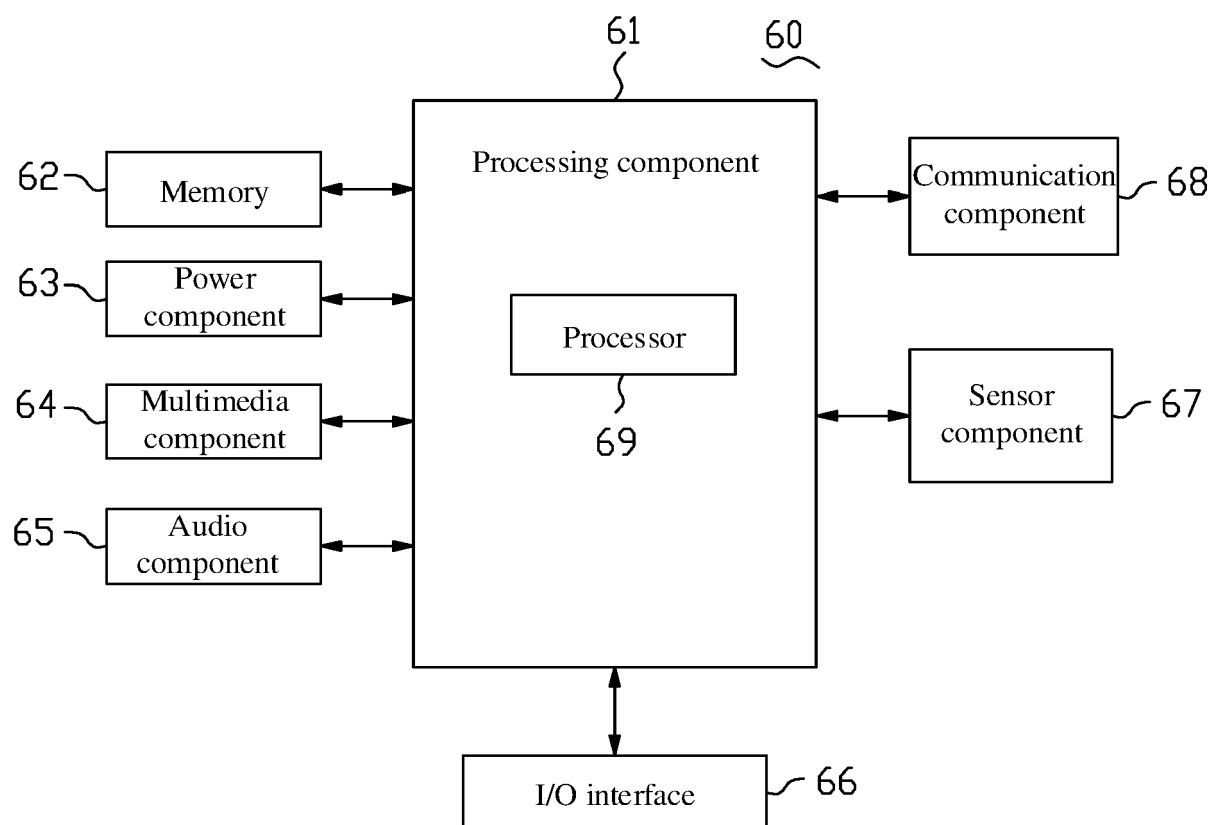 61
60
Processing component
62
Memory
63
Power
component
64
Multimedia
component
65
Audio
component
Processor
69
Communication
component
68
Sensor
component
67
I/O interface
66